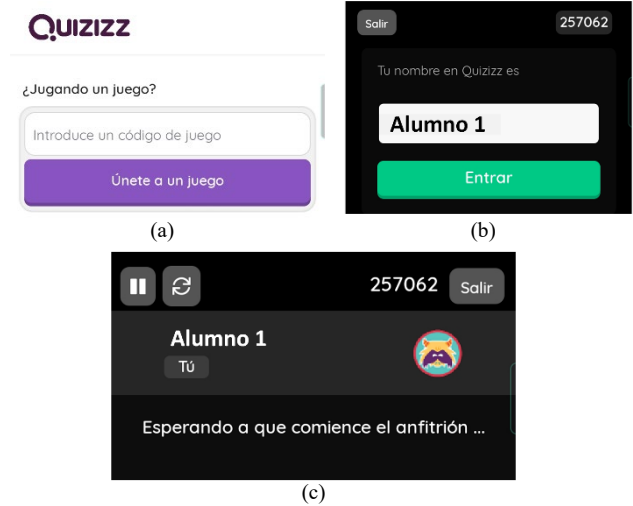 QUIZIZZ
¿Jugando un juego?
Introduce un código de juego
Únete a un juego
(a)
Salir 257062
Tu nombre en Quizizz es
Alumno 1
Entrar
(b)
257062 Salir
Alumno 1
Tú
Esperando a que comience el anfitrión ...
(c)